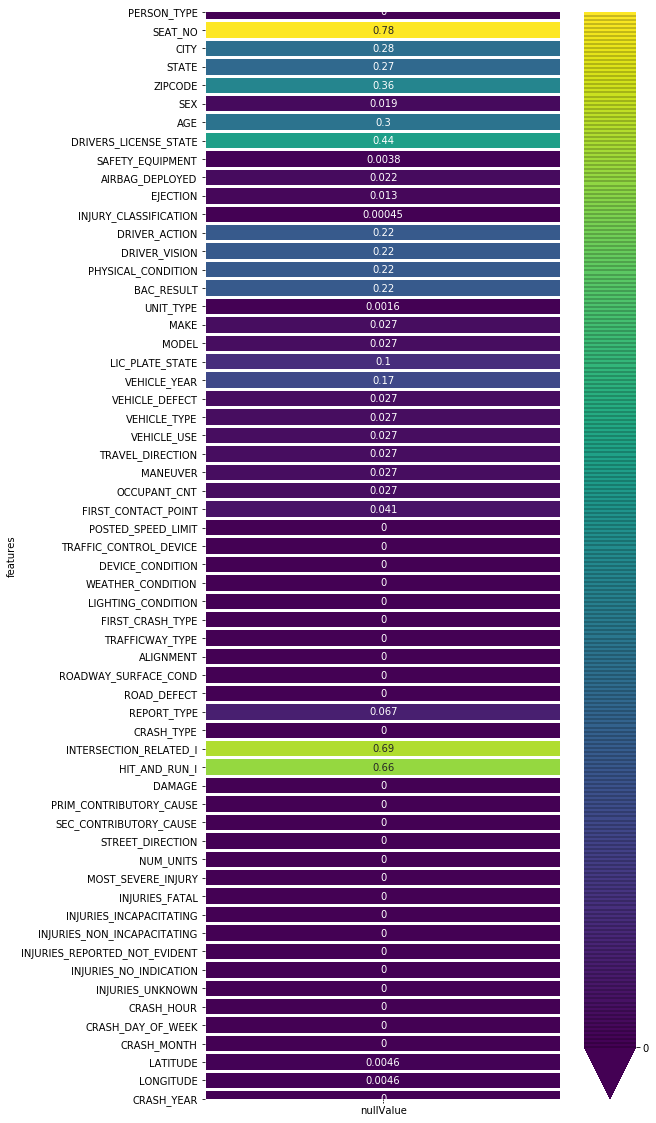 PERSON_TYPE 0
SEAT_NO 0.78
CITY 0.28
STATE 0.27
ZIPCODE 0.36
SEX 0.019
AGE 0.3
DRIVERS_LICENSE_STATE 0.44
SAFETY_EQUIPMENT 0.0038
AIRBAG_DEPLOYED 0.022
EJECTION 0.013
INJURY_CLASSIFICATION 0.00045
DRIVER_ACTION 0.22
DRIVER_VISION 0.22
PHYSICAL_CONDITION 0.22
BAC_RESULT 0.22
UNIT_TYPE 0.0016
MAKE 0.027
MODEL 0.027
LIC_PLATE_STATE 0.1
VEHICLE_YEAR 0.17
VEHICLE_DEFECT 0.027
VEHICLE_TYPE 0.027
VEHICLE_USE 0.027
TRAVEL_DIRECTION 0.027
MANEUVER 0.027
OCCUPANT_CNT 0.027
FIRST_CONTACT_POINT 0.041
POSTED_SPEED_LIMIT 0
TRAFFIC_CONTROL_DEVICE 0
DEVICE_CONDITION 0
WEATHER_CONDITION 0
LIGHTING_CONDITION 0
FIRST_CRASH_TYPE 0
TRAFFICWAY_TYPE 0
ALIGNMENT 0
ROADWAY_SURFACE_COND 0
ROAD_DEFECT 0
REPORT_TYPE 0.067
CRASH_TYPE 0
INTERSECTION_RELATED_I 0.69
HIT_AND_RUN_I 0.66
DAMAGE 0
PRIM_CONTRIBUTORY_CAUSE 0
SEC_CONTRIBUTORY_CAUSE 0
STREET_DIRECTION 0
NUM_UNITS 0
MOST_SEVERE_INJURY 0
INJURIES_FATAL 0
INJURIES_INCAPACITATING 0
INJURIES_NON_INCAPACITATING 0
INJURIES_REPORTED_NOT_EVIDENT 0
INJURIES_NO_INDICATION 0
INJURIES_UNKNOWN 0
CRASH_HOUR 0
CRASH_DAY_OF_WEEK 0
CRASH_MONTH 0
LATITUDE 0.0046
LONGITUDE 0.0046
CRASH_YEAR 0
features
nullValue
0